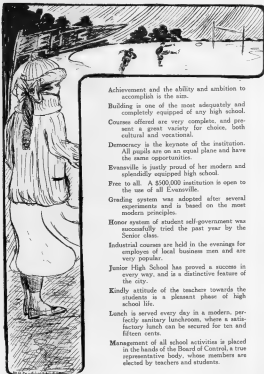 Achievement and the ability and ambition to
accomplish is the aim.
Building is one of the most adequately and
completely equipped of any high school.
Courses offered are very complete, and pre-
sent a great variety for choice, both
cultural and vocational.
Democracy is the keynote of the institution.
All pupils are on an equal plane and have
the same opportunities.
Evansville is justly proud of her modern and
splendidly equipped high school.
Free to all. A $500,000 institution is open to
the use of all Evansville.
Grading system was adopted after several
experiments and is based on the most
modern principles.
Honor system of student self-government was
successfully tried the past year by the
Senior class.
Industrial courses are held in the evenings for
employes of local business men and are
very popular.
Junior High School has proved a success in
every way, and is a distinctive feature of
the city.
Kindly attitude of the teachers towards the
students is a pleasant phase of high
school life.
Lunch is served every day in a modern, per-
fectly sanitary lunchroom, where a satis-
factory lunch can be secured for ten and
fifteen cents.
Management of all school activities is placed
in the hands of the Board of Control, a true
representative body, whose members are
elected by teachers and students.